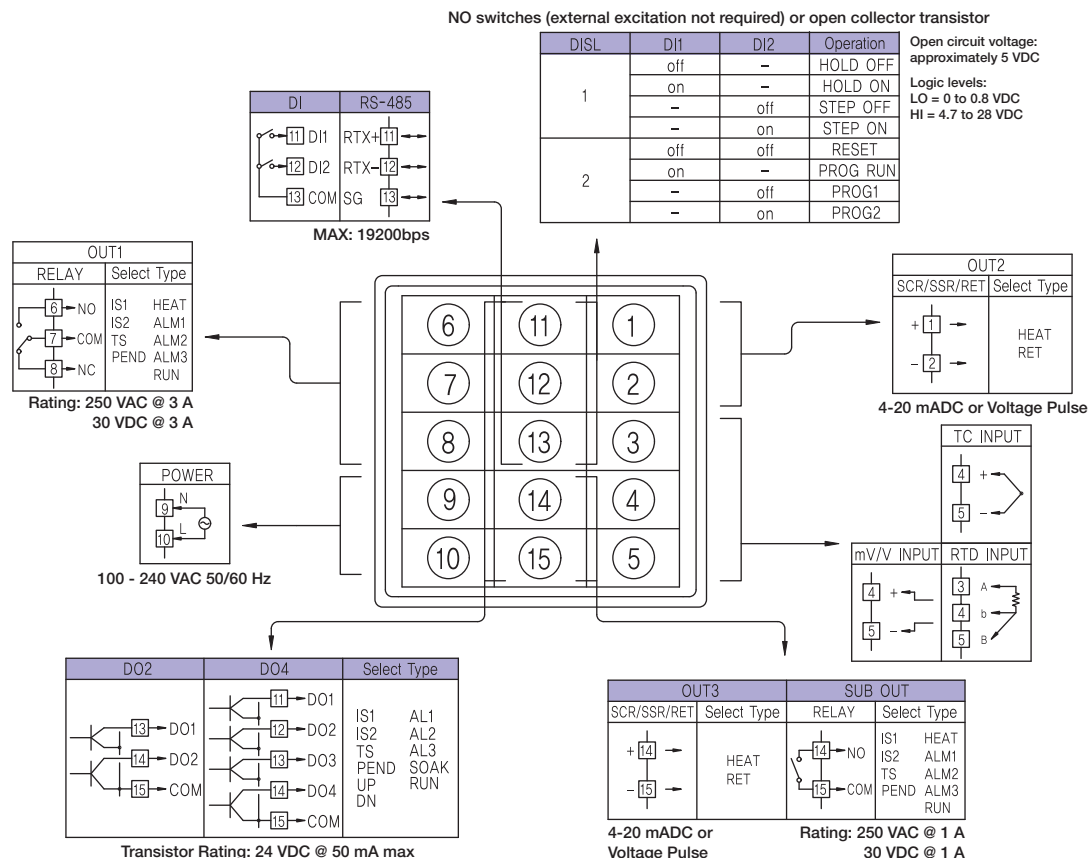 NO switches (external excitation not required) or open collector transistor
DISL DI1 DI2 Operation
1 off – HOLD OFF
on – HOLD ON
– off STEP OFF
– on STEP ON
2 off off RESET
on – PROG RUN
– off PROG1
– on PROG2
Open circuit voltage:
approximately 5 VDC
Logic levels:
LO = 0 to 0.8 VDC
HI = 4.7 to 28 VDC
DI RS-485
11 DI1 RTX+ 11
12 DI2 RTX- 12
13 COM SG 13
MAX: 19200bps
OUT1
RELAY Select Type
6 NO
7 COM
8 NC
IS1 HEAT
IS2 ALM1
TS ALM2
PEND ALM3
RUN
Rating: 250 VAC @ 3 A
30 VDC @ 3 A
6 11 1
7 12 2
8 13 3
9 14 4
10 15 5
OUT2
SCR/SSR/RET Select Type
+ 1
- 2
HEAT
RET
4-20 mADC or Voltage Pulse
POWER
9 N
10 L
100 - 240 VAC 50/60 Hz
TC INPUT
4 +
5 -
mV/V INPUT RTD INPUT
4 +
5 -
3 A
4 b
5 B
DO2 DO4 Select Type
13 DO1
14 DO2
15 COM
11 DO1
12 DO2
13 DO3
14 DO4
15 COM
IS1 AL1
IS2 AL2
TS AL3
PEND SOAK
UP RUN
DN
Transistor Rating: 24 VDC @ 50 mA max
OUT3 SUB OUT
SCR/SSR/RET Select Type RELAY Select Type
+ 14
- 15
HEAT
RET
14 NO
15 COM
IS1 HEAT
IS2 ALM1
TS ALM2
PEND ALM3
RUN
4-20 mADC or
Voltage Pulse
Rating: 250 VAC @ 1 A
30 VDC @ 1 A